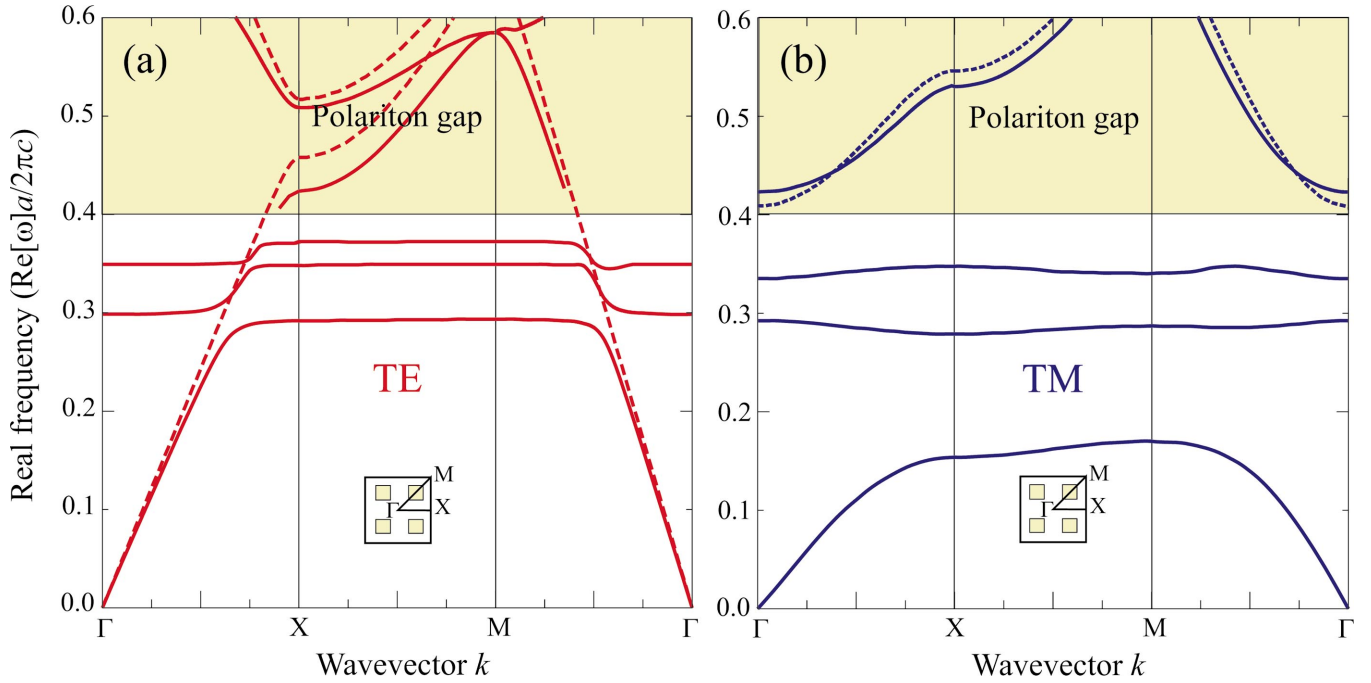 (a)
Polariton gap
TE
M
Γ
X
0.6
0.5
0.4
0.3
0.2
0.1
0.0
Real frequency (Re[ω]a/2πc)
Γ
X
M
Γ
Wavevector k
(b)
Polariton gap
TM
M
Γ
X
0.6
0.5
0.4
0.3
0.2
0.1
0.0
Γ
X
M
Γ
Wavevector k